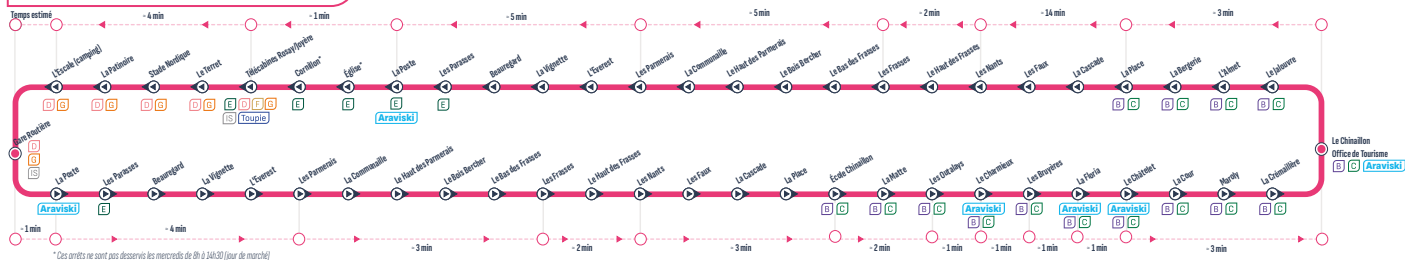 Temps estimé
~ 4 min
~ 1 min
~ 5 min
~ 5 min
~ 2 min
~ 14 min
~ 3 min
L'Escale (camping)
La Patinoire
Stade Nordique
Le Terret
Télécabines Rosay/Joyère
Cornillon*
Église*
La Poste
Les Parasses
Beauregard
La Vignette
L'Everest
Les Parmerais
La Communaille
Le Haut des Parmerais
Le Bois Bercher
Le Bas des Frasses
Les Frasses
Le Haut des Frasses
Les Nants
Les Faux
La Cascade
La Place
La Bergerie
L'Almet
Le Jalouvre
D G
D G
D G
D G
E D F G
IS Toupie
E
E
E
Araviski
E
B C
B C
B C
B C
Gare Routière
D
G
IS
Le Chinaillon
Office de Tourisme
B C Araviski
La Poste
Les Parasses
Beauregard
La Vignette
L'Everest
Les Parmerais
La Communaille
Le Haut des Parmerais
Le Bois Bercher
Le Bas des Frasses
Les Frasses
Le Haut des Frasses
Les Nants
Les Faux
La Cascade
La Place
École Chinaillon
La Matte
Les Outalays
Le Charmieux
Les Bruyères
La Floria
Le Châtelet
La Cour
Maroly
La Crémaillère
Araviski
E
B C
B C
B C
Araviski
B C
B C
Araviski
B C
Araviski
B C
B C
B C
B C
~ 1 min
~ 4 min
~ 3 min
~ 2 min
~ 3 min
~ 2 min
~ 1 min
~ 1 min
~ 1 min
~ 1 min
~ 3 min
* Ces arrêts ne sont pas desservis les mercredis de 8h à 14h30 (jour de marché)